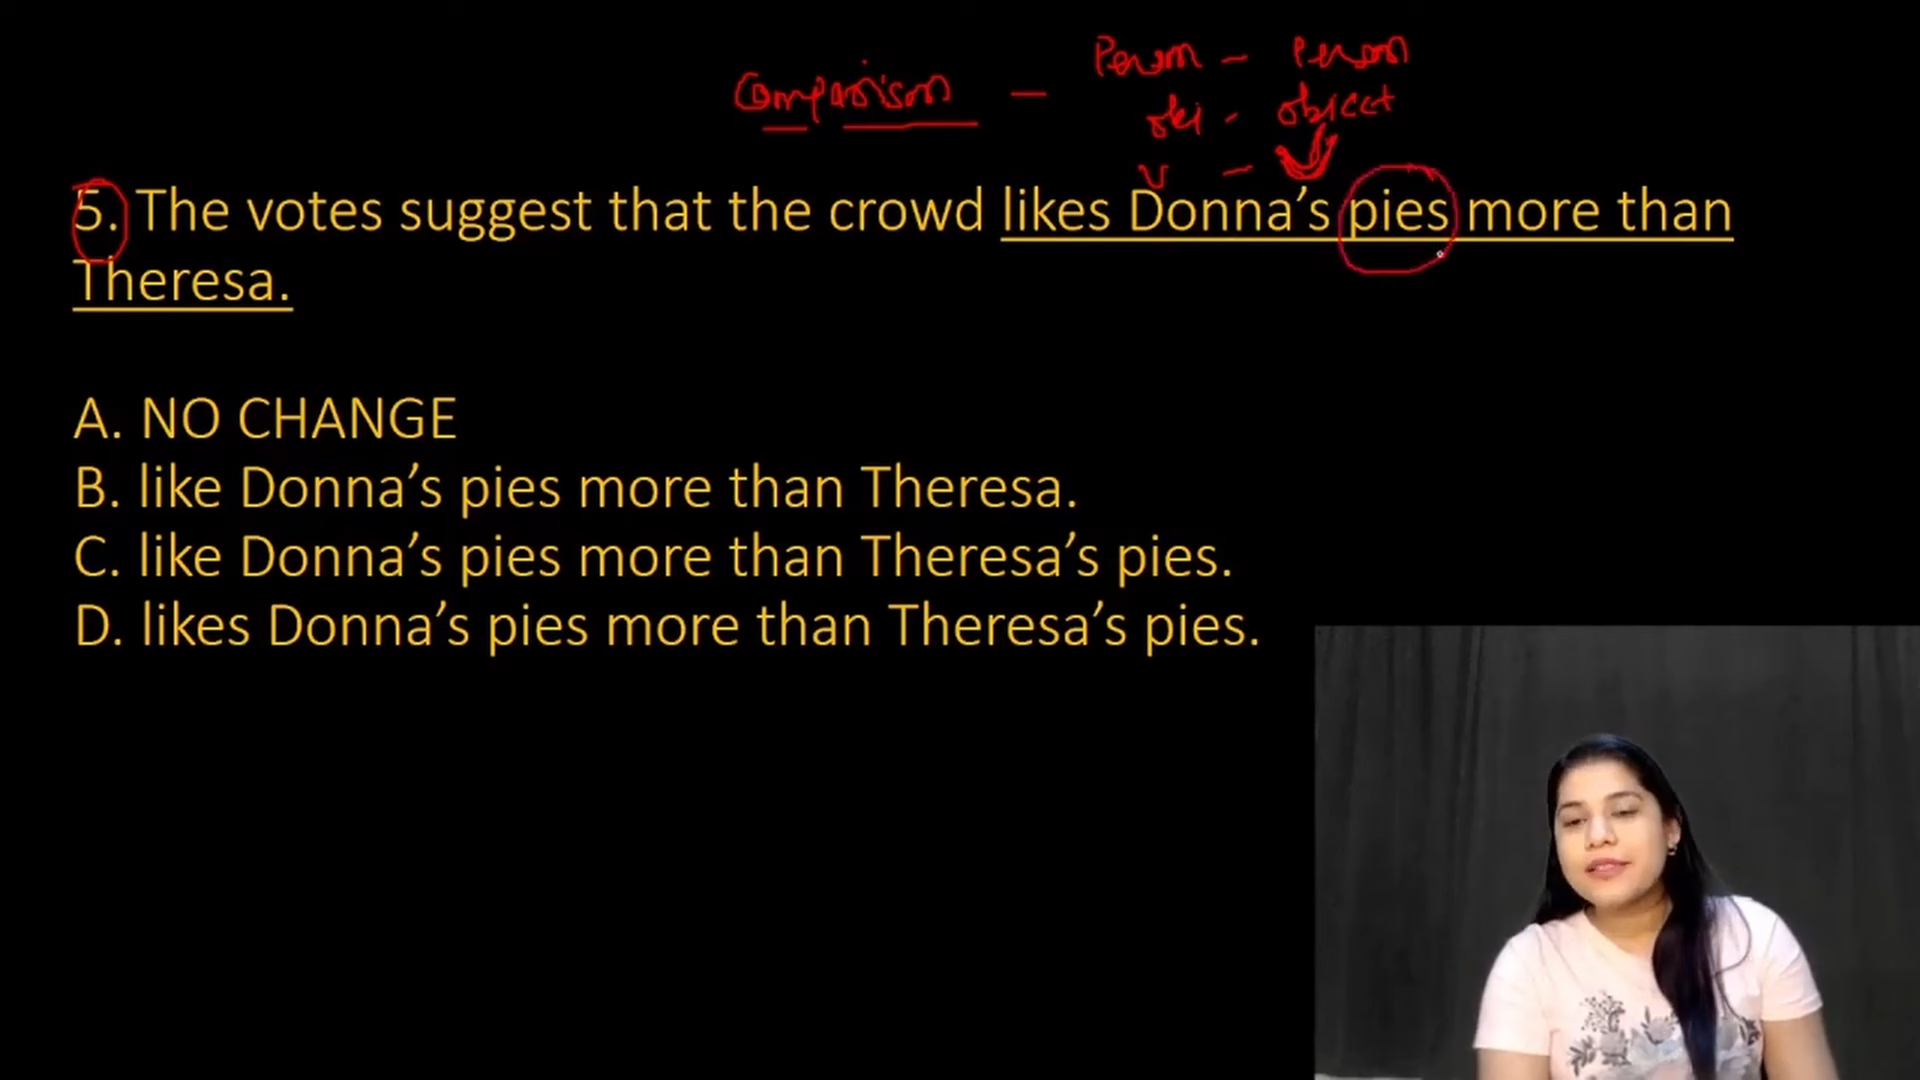 Comparison — Person - Person
obj - object
V - V
5. The votes suggest that the crowd likes Donna’s pies more than
Theresa.
A. NO CHANGE
B. like Donna’s pies more than Theresa.
C. like Donna’s pies more than Theresa’s pies.
D. likes Donna’s pies more than Theresa’s pies.